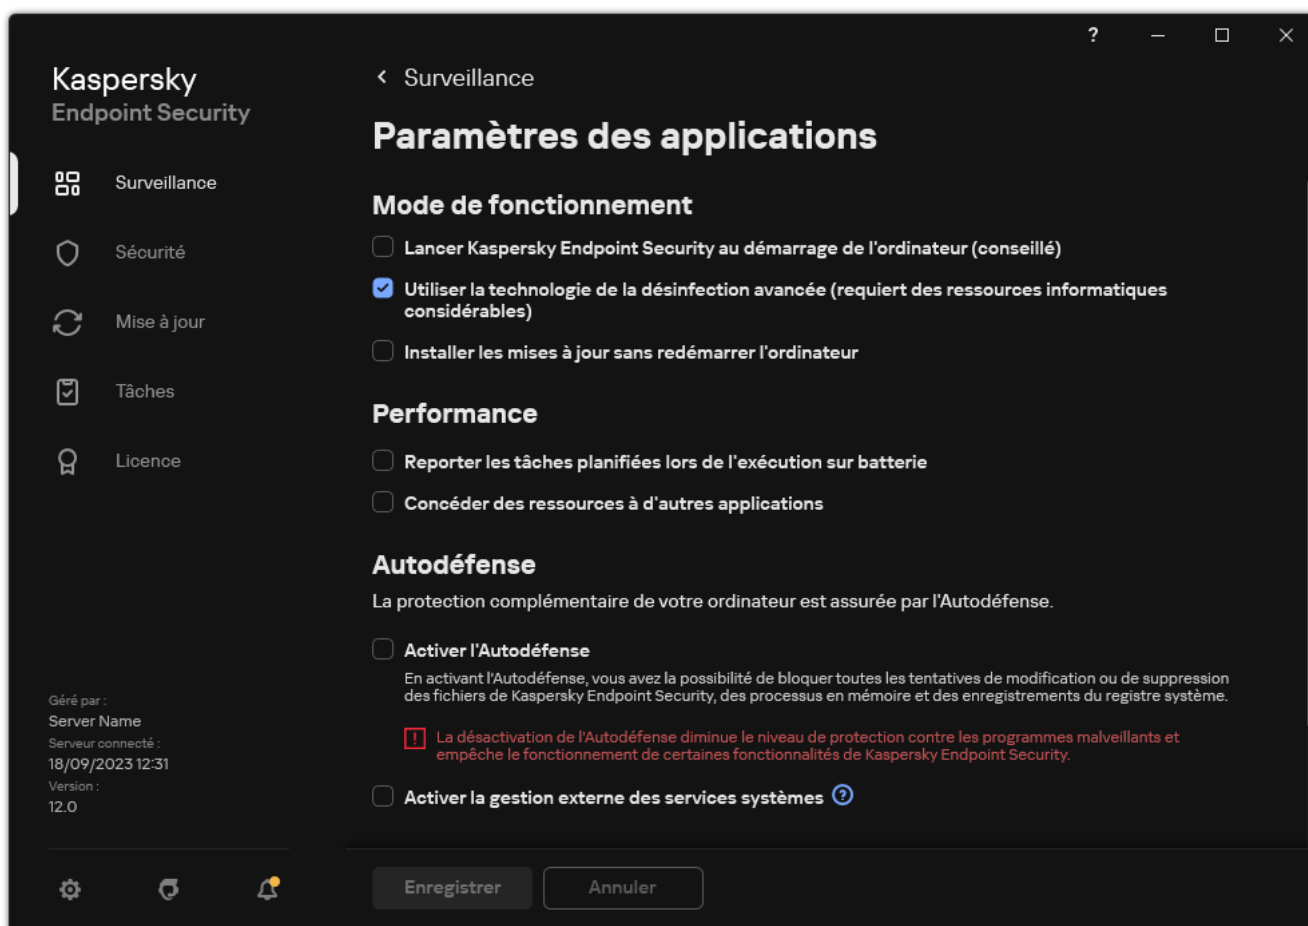 ?
Kaspersky
Endpoint Security
Surveillance
Sécurité
Mise à jour
Tâches
Licence
Géré par :
Server Name
Serveur connecté :
18/09/2023 12:31
Version :
12.0
Surveillance
Paramètres des applications
Mode de fonctionnement
Lancer Kaspersky Endpoint Security au démarrage de l'ordinateur (conseillé)
Utiliser la technologie de la désinfection avancée (requiert des ressources informatiques
considérables)
Installer les mises à jour sans redémarrer l'ordinateur
Performance
Reporter les tâches planifiées lors de l'exécution sur batterie
Concéder des ressources à d'autres applications
Autodéfense
La protection complémentaire de votre ordinateur est assurée par l'Autodéfense.
Activer l'Autodéfense
En activant l'Autodéfense, vous avez la possibilité de bloquer toutes les tentatives de modification ou de suppression
des fichiers de Kaspersky Endpoint Security, des processus en mémoire et des enregistrements du registre système.
La désactivation de l'Autodéfense diminue le niveau de protection contre les programmes malveillants et
empêche le fonctionnement de certaines fonctionnalités de Kaspersky Endpoint Security.
Activer la gestion externe des services systèmes ?
Enregistrer
Annuler